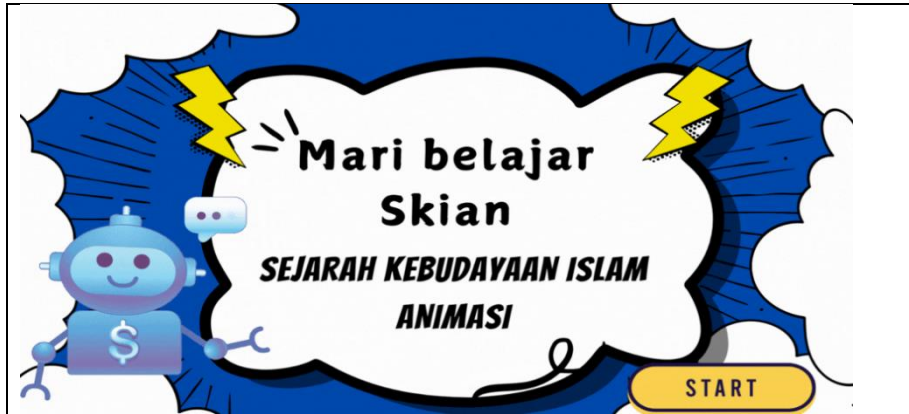 Mari belajar
Skian
SEJARAH KEBUDAYAAN ISLAM
ANIMASI
$
START